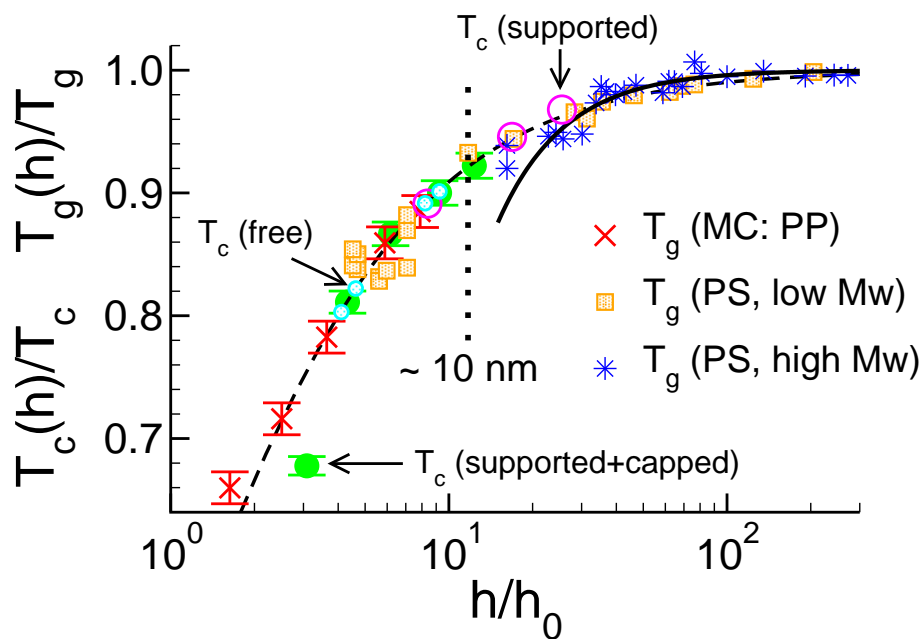 T_c (supported)
1.0
0.9
0.8
0.7
T_c(h)/T_c T_g(h)/T_g
T_c (free)
T_g (MC: PP)
T_g (PS, low Mw)
T_g (PS, high Mw)
~ 10 nm
T_c (supported+capped)
10^0
10^1
10^2
h/h_0